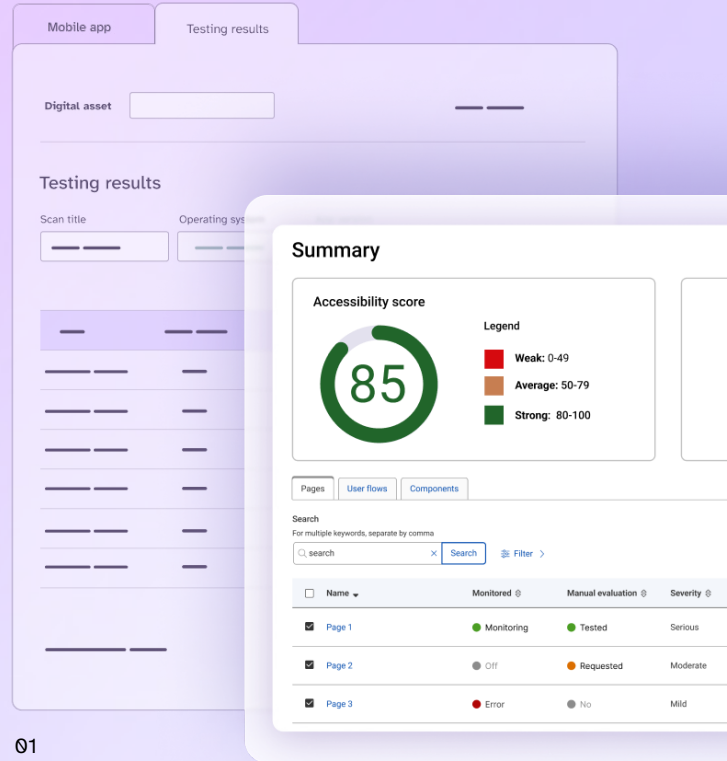 Mobile app
Testing results
Digital asset
Testing results
Scan title
Operating sys
Summary
Accessibility score
85
Legend
Weak: 0-49
Average: 50-79
Strong: 80-100
Pages
User flows
Components
Search
For multiple keywords, separate by comma
search
Search
Filter
Name
Monitored
Manual evaluation
Severity
Page 1
Monitoring
Tested
Serious
Page 2
Off
Requested
Moderate
Page 3
Error
No
Mild
01